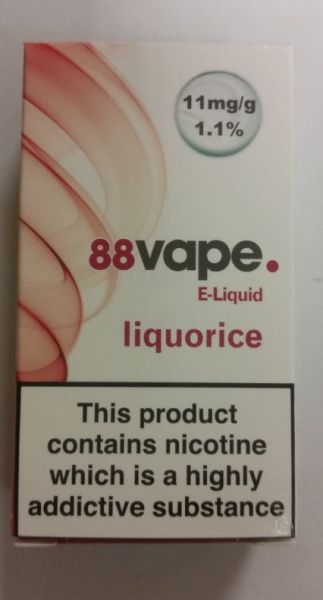 11mg/g
1.1%
88vape.
E-Liquid
liquorice
This product
contains nicotine
which is a highly
addictive substance